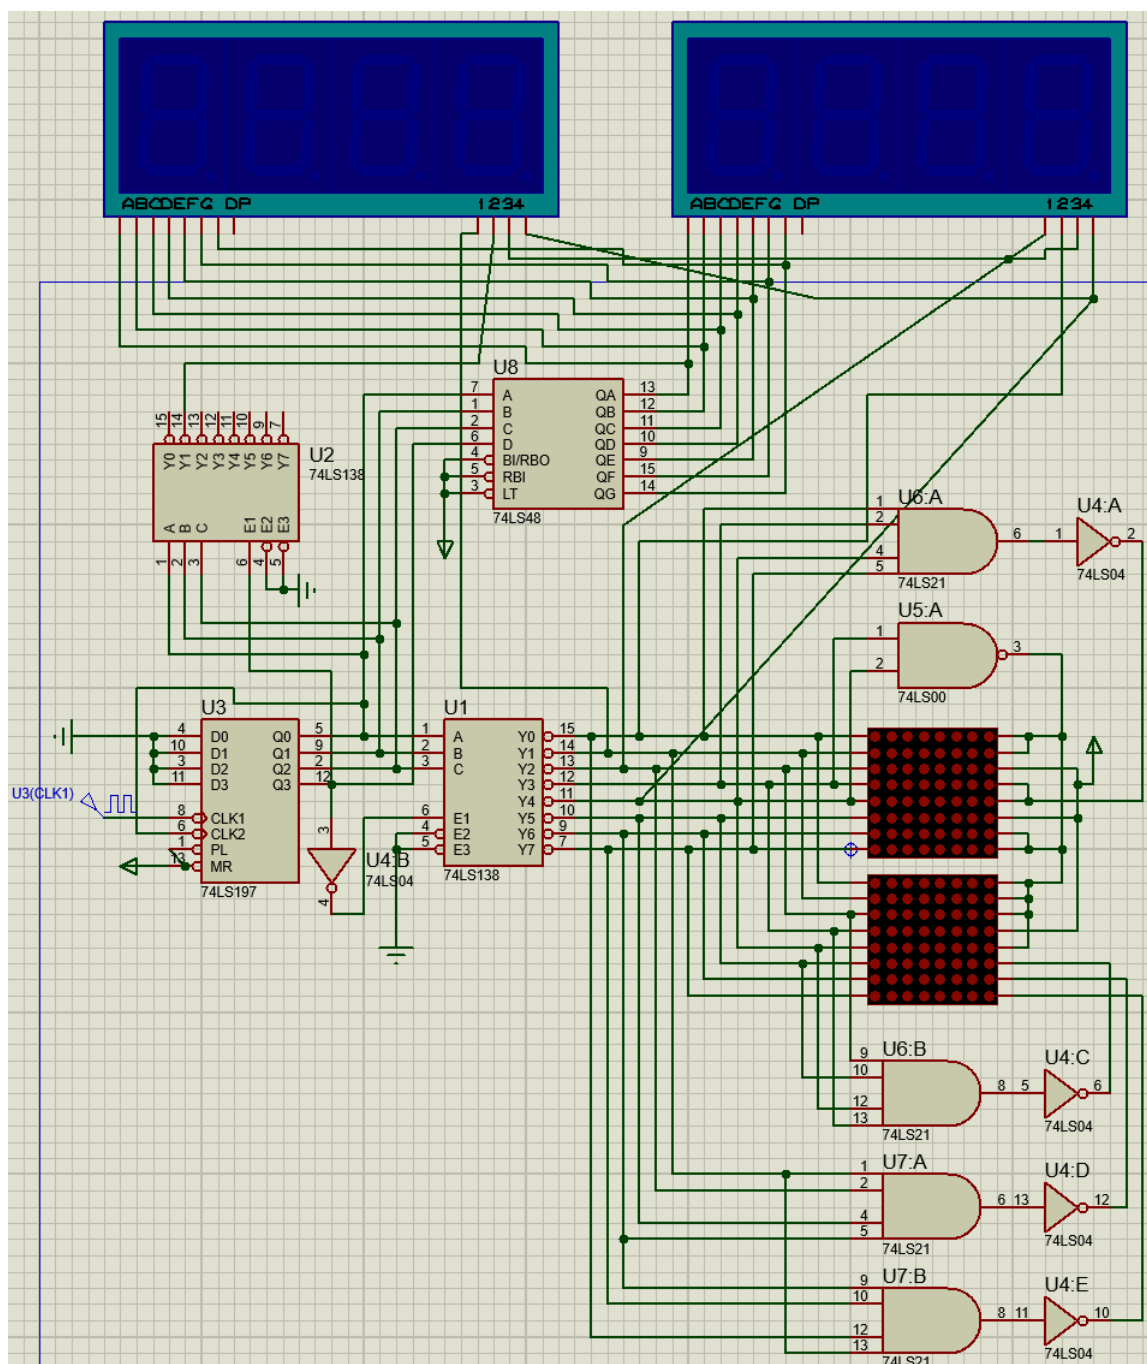 ABCDEFG DP 1234
ABCDEFG DP 1234
U8
7 A QA 13
1 B QB 12
2 C QC 11
6 D QD 10
4 BI/RBO QE 9
5 RBI QF 15
3 LT QG 14
74LS48
15 14 13 12 11 10 9 7
Y0 Y1 Y2 Y3 Y4 Y5 Y6 Y7
U2
74LS138
A B C E1 E2 E3
1 2 3 6 4 5
U6:A
1
2
4
5
6
74LS21
U4:A
1 2
74LS04
U5:A
1
2
3
74LS00
U3
4 D0 Q0 5
10 D1 Q1 9
3 D2 Q2 2
11 D3 Q3 12
U3(CLK1)
8 CLK1
6 CLK2
1 PL
13 MR
74LS197
3
U4:B
74LS04
4
U1
1 A Y0 15
2 B Y1 14
3 C Y2 13
Y3 12
Y4 11
6 E1 Y5 10
4 E2 Y6 9
5 E3 Y7 7
74LS138
U6:B
9
10
12
13
8
74LS21
U4:C
5 6
74LS04
U7:A
1
2
4
5
6
74LS21
U4:D
13 12
74LS04
U7:B
9
10
12
13
8
74LS21
U4:E
11 10
74LS04